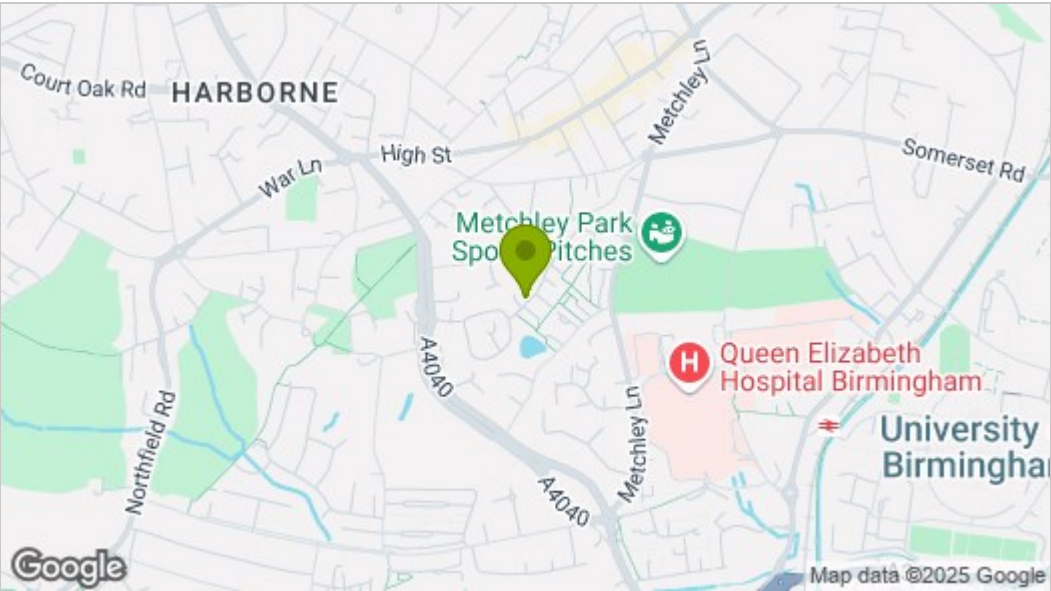 Court Oak Rd
HARBORNE
Metchley Ln
High St
War Ln
Somerset Rd
Metchley Park
Sports Pitches
A4040
H
Queen Elizabeth
Hospital Birmingham
Northfield Rd
Metchley Ln
University
Birmingha
A4040
Google
Map data ©2025 Google